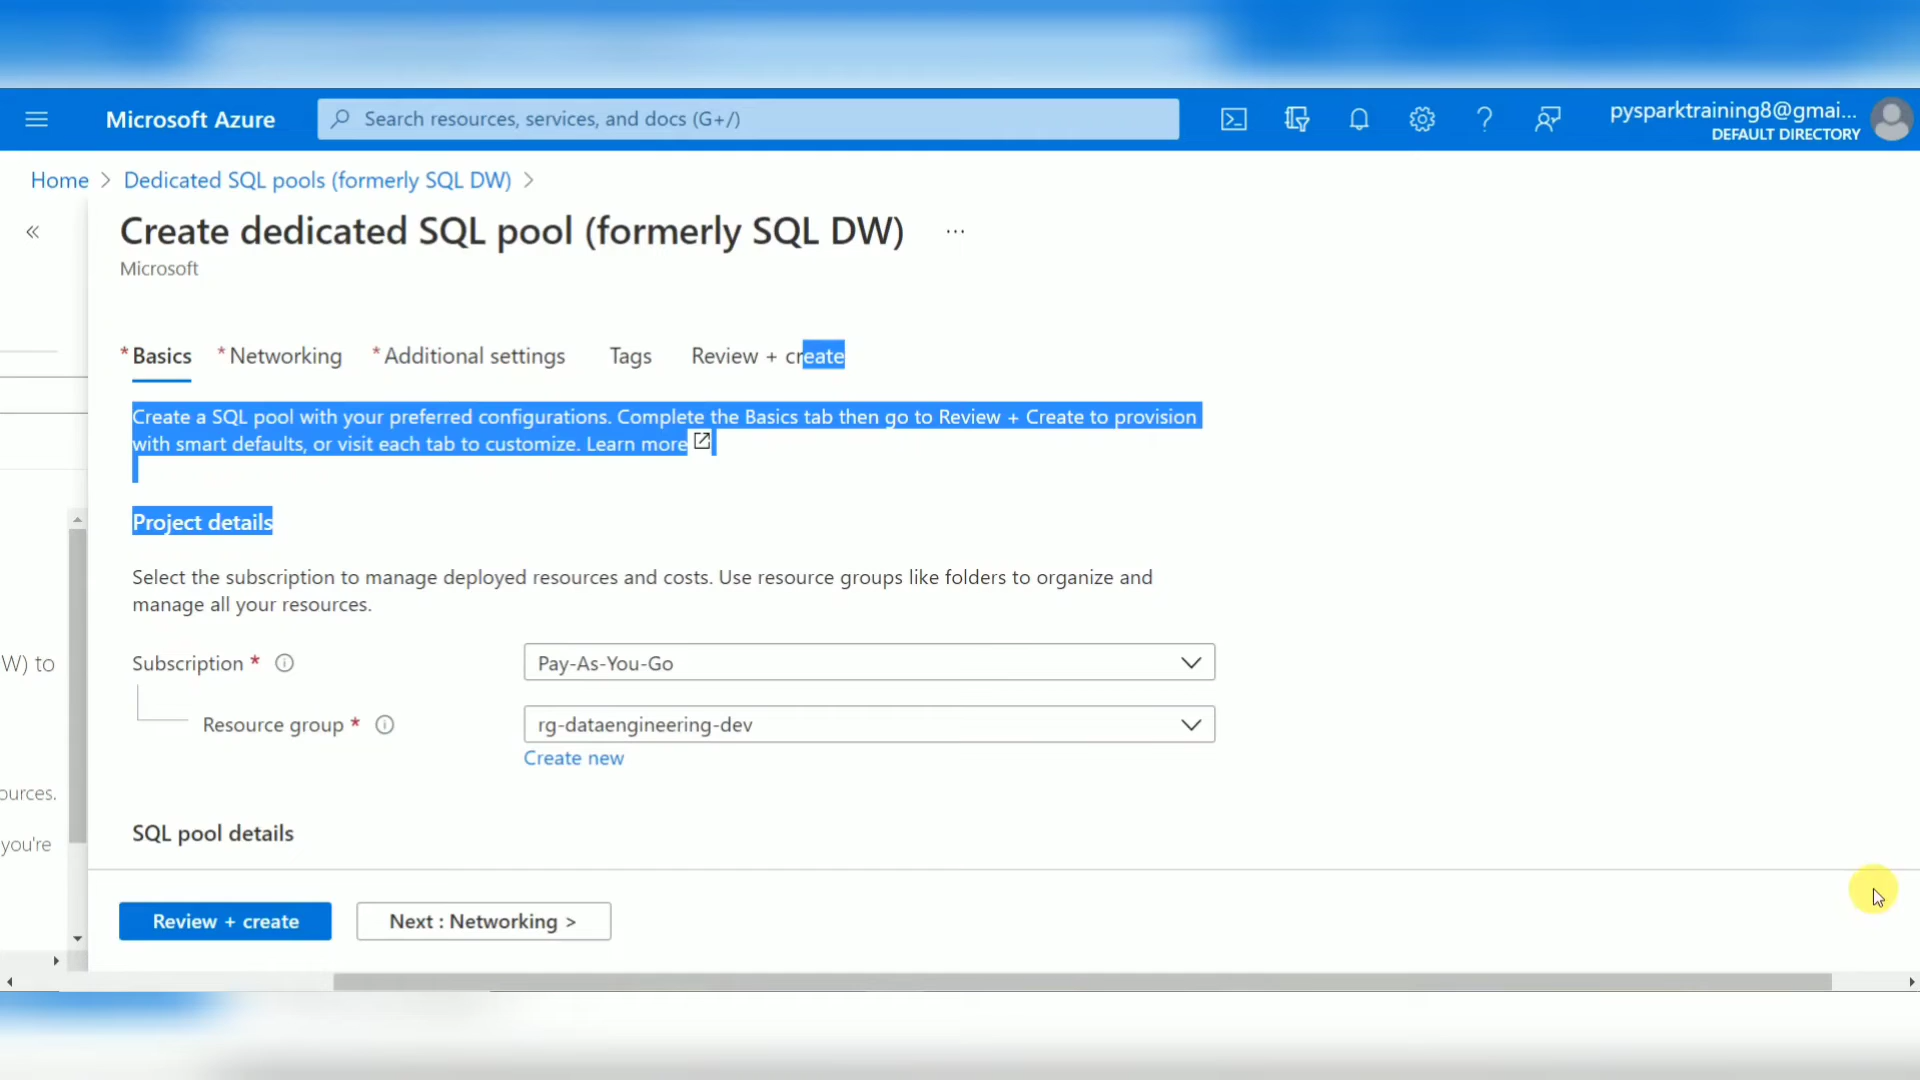 Microsoft Azure
Search resources, services, and docs (G+/)
pysparktraining8@gmai...
DEFAULT DIRECTORY
Home > Dedicated SQL pools (formerly SQL DW) >
Create dedicated SQL pool (formerly SQL DW) ...
Microsoft
* Basics * Networking * Additional settings Tags Review + create
Create a SQL pool with your preferred configurations. Complete the Basics tab then go to Review + Create to provision
with smart defaults, or visit each tab to customize. Learn more
Project details
Select the subscription to manage deployed resources and costs. Use resource groups like folders to organize and
manage all your resources.
W) to
Subscription * Pay-As-You-Go
Resource group * rg-dataengineering-dev
Create new
ources.
SQL pool details
you're
Review + create Next : Networking >